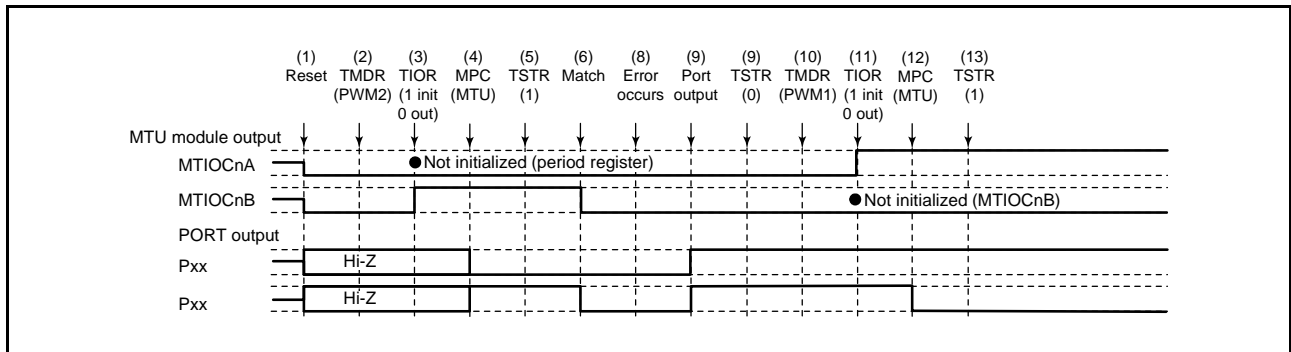 (1) (2) (3) (4) (5) (6) (8) (9) (9) (10) (11) (12) (13)
Reset TMDR TIOR MPC TSTR Match Error Port TSTR TMDR TIOR MPC TSTR
(PWM2) (1 init (MTU) (1) occurs output (0) (PWM1) (1 init (MTU) (1)
0 out) 0 out)
MTU module output
MTIOCnA Not initialized (period register)
MTIOCnB Not initialized (MTIOCnB)
PORT output
Pxx Hi-Z
Pxx Hi-Z